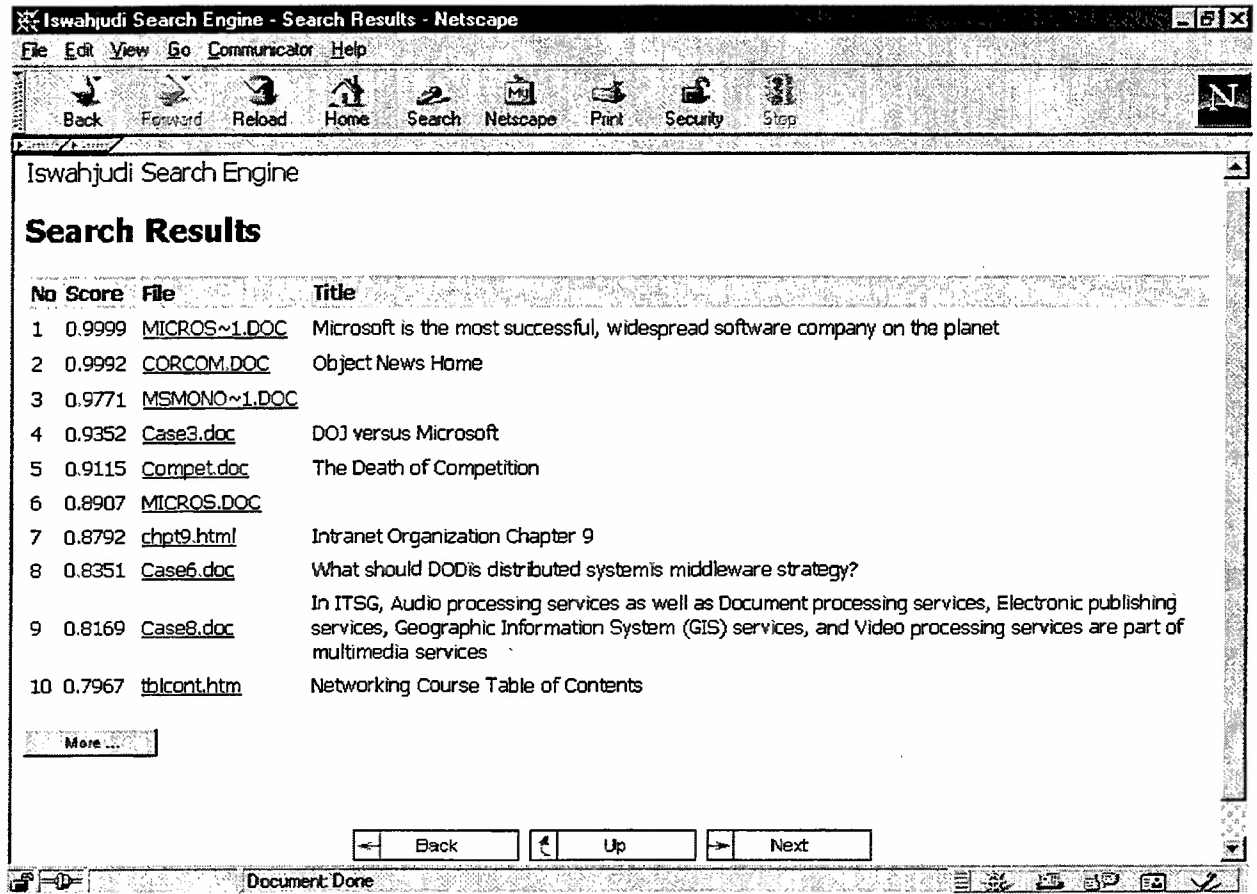 Iswahjudi Search Engine - Search Results - Netscape
File Edit View Go Communicator Help
My
Back Forward Reload Home Search Netscape Print Security Stop
N
Iswahjudi Search Engine
Search Results
No Score File Title
1 0.9999 MICROS~1.DOC Microsoft is the most successful, widespread software company on the planet
2 0.9992 CORCOM.DOC Object News Home
3 0.9771 MSMONO~1.DOC
4 0.9352 Case3.doc DOJ versus Microsoft
5 0.9115 Compet.doc The Death of Competition
6 0.8907 MICROS.DOC
7 0.8792 chpt9.html Intranet Organization Chapter 9
8 0.8351 Case6.doc What should DODis distributed systemis middleware strategy?
In ITSG, Audio processing services as well as Document processing services, Electronic publishing
9 0.8169 Case8.doc services, Geographic Information System (GIS) services, and Video processing services are part of
multimedia services
10 0.7967 tblcont.htm Networking Course Table of Contents
More ...
Back Up Next
Document: Done